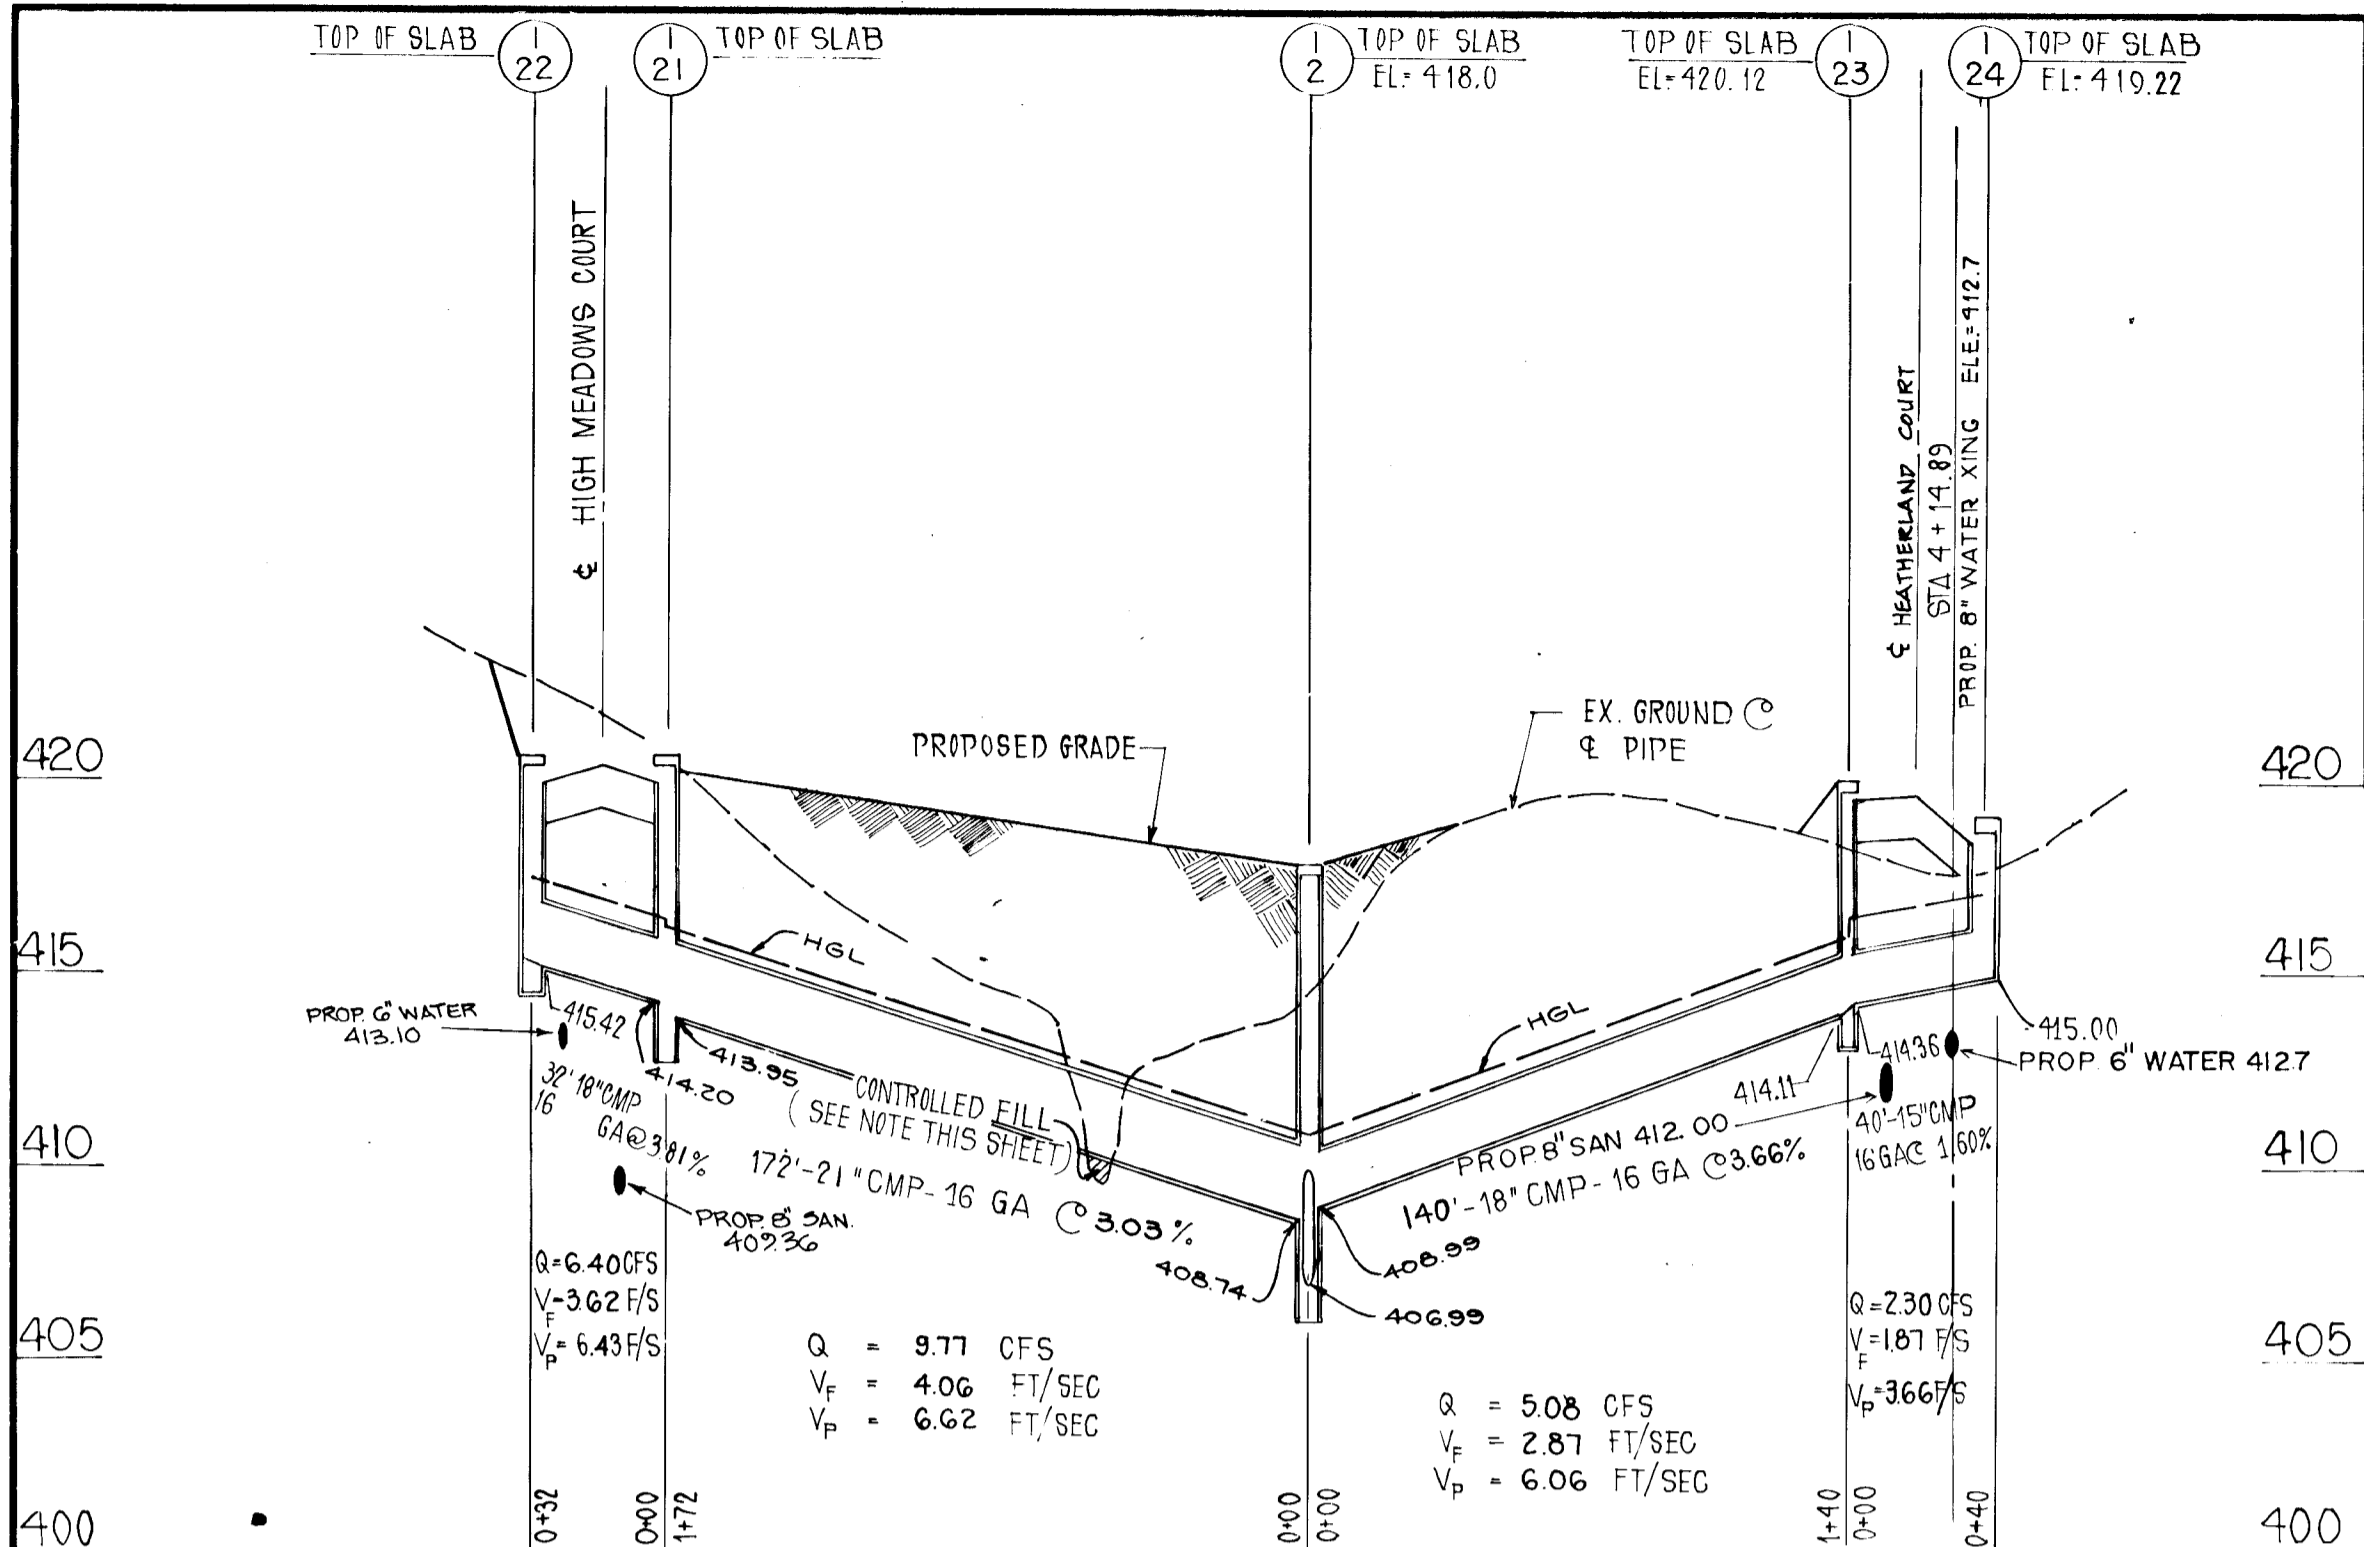 TOP OF SLAB
1
22
1
21
TOP OF SLAB
1
2
TOP OF SLAB
EL= 418.0
TOP OF SLAB
EL= 420.12
1
23
1
24
TOP OF SLAB
EL= 419.22
℄ HIGH MEADOWS COURT
℄ HEATHERLAND COURT
STA 4 + 14.89
PROP. 8" WATER XING ELE.=412.7
PROPOSED GRADE
EX. GROUND @
℄ PIPE
420
420
415
415
410
410
405
405
400
400
HGL
HGL
PROP. 6" WATER
413.10
415.42
414.20
413.95
32' 18"CMP
16
GA@3.81%
CONTROLLED FILL
(SEE NOTE THIS SHEET)
172'-21"CMP-16 GA @ 3.03%
PROP. 8" SAN.
409.36
408.74
408.99
406.99
PROP.8" SAN 412.00
140'-18" CMP-16 GA @3.66%
414.11
414.36
415.00
PROP. 6" WATER 412.7
40'-15"CMP
16 GA@ 1.60%
Q=6.40 CFS
VF=3.62 F/S
VP= 6.43 F/S
Q = 9.77 CFS
VF = 4.06 FT/SEC
VP = 6.62 FT/SEC
Q = 5.08 CFS
VF = 2.87 FT/SEC
VP = 6.06 FT/SEC
Q=2.30 CFS
VF=1.87 F/S
VP=3.66 F/S
0+32
0+00
1+72
0+00
0+00
1+40
0+00
0+40